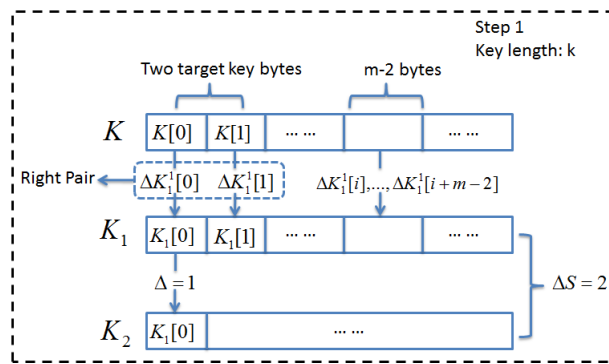 Step 1
Key length: k
Two target key bytes
m-2 bytes
K K[0] K[1] ... ... ... ...
Right Pair ΔK₁¹[0] ΔK₁¹[1] ΔK₁¹[i],...,ΔK₁¹[i+m−2]
K₁ K₁[0] K₁[1] ... ... ... ...
Δ=1 ΔS=2
K₂ K₁[0] ... ...